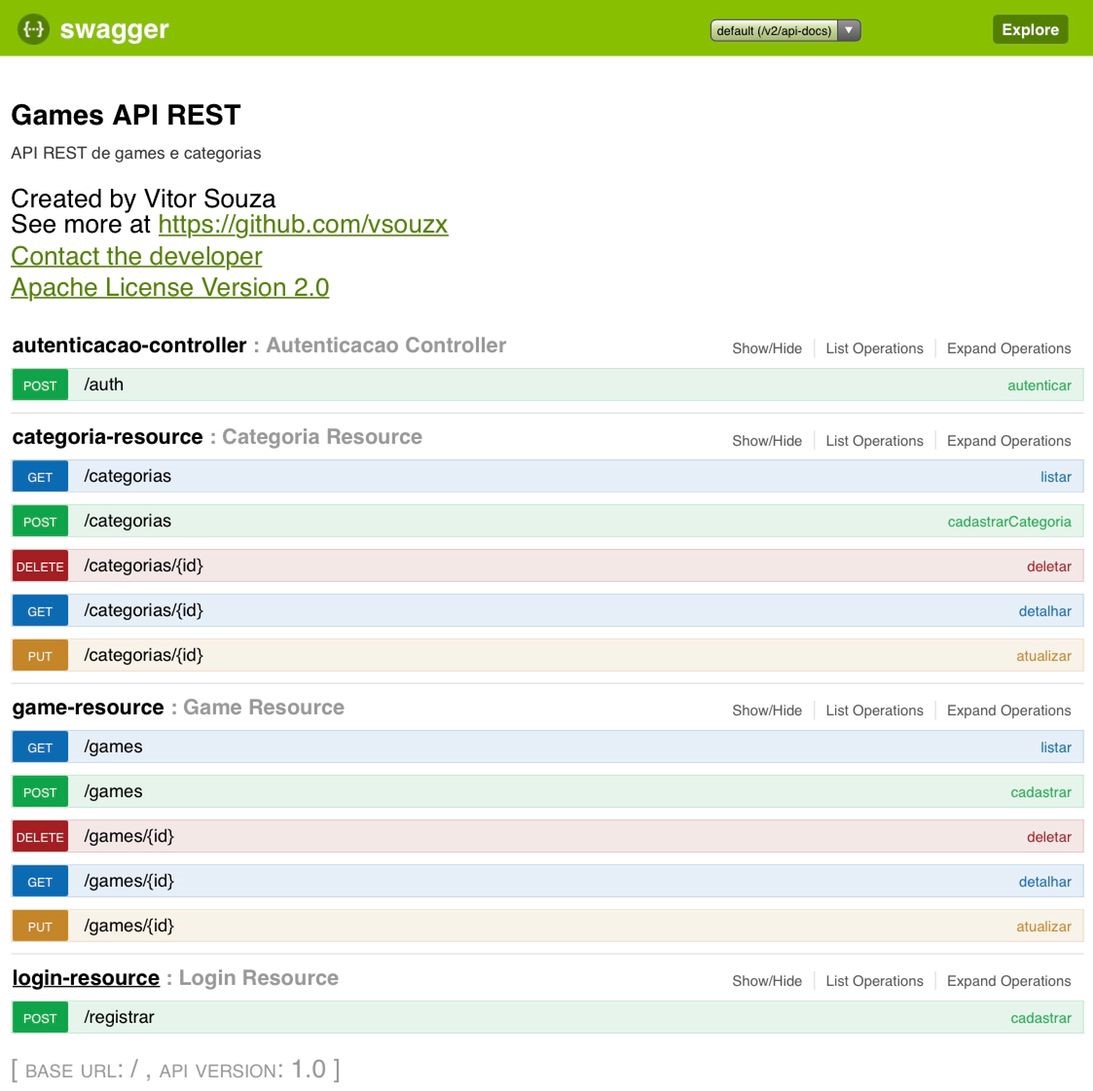 {···} swagger default (/v2/api-docs) Explore
Games API REST
API REST de games e categorias
Created by Vitor Souza
See more at https://github.com/vsouzx
Contact the developer
Apache License Version 2.0
autenticacao-controller : Autenticacao Controller Show/Hide List Operations Expand Operations
POST /auth autenticar
categoria-resource : Categoria Resource Show/Hide List Operations Expand Operations
GET /categorias listar
POST /categorias cadastrarCategoria
DELETE /categorias/{id} deletar
GET /categorias/{id} detalhar
PUT /categorias/{id} atualizar
game-resource : Game Resource Show/Hide List Operations Expand Operations
GET /games listar
POST /games cadastrar
DELETE /games/{id} deletar
GET /games/{id} detalhar
PUT /games/{id} atualizar
login-resource : Login Resource Show/Hide List Operations Expand Operations
POST /registrar cadastrar
[ BASE URL: / , API VERSION: 1.0 ]